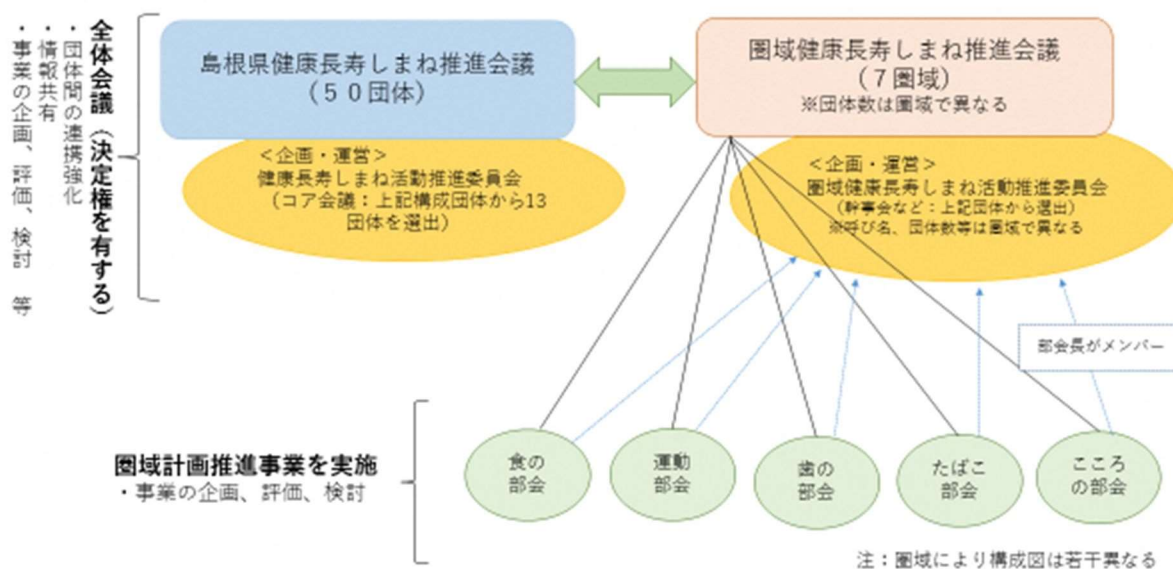 全体会議（決定権を有する）
・団体間の連携強化
・情報共有
・事業の企画、評価、検討　等
島根県健康長寿しまね推進会議
（５０団体）
＜企画・運営＞
健康長寿しまね活動推進委員会
（コア会議：上記構成団体から13
団体を選出）
圏域健康長寿しまね推進会議
（７圏域）
※団体数は圏域で異なる
＜企画・運営＞
圏域健康長寿しまね活動推進委員会
（幹事会など：上記団体から選出）
※呼び名、団体数等は圏域で異なる
部会長がメンバー
圏域計画推進事業を実施
・事業の企画、評価、検討
食の
部会
運動
部会
歯の
部会
たばこ
部会
こころ
の部会
注：圏域により構成図は若干異なる